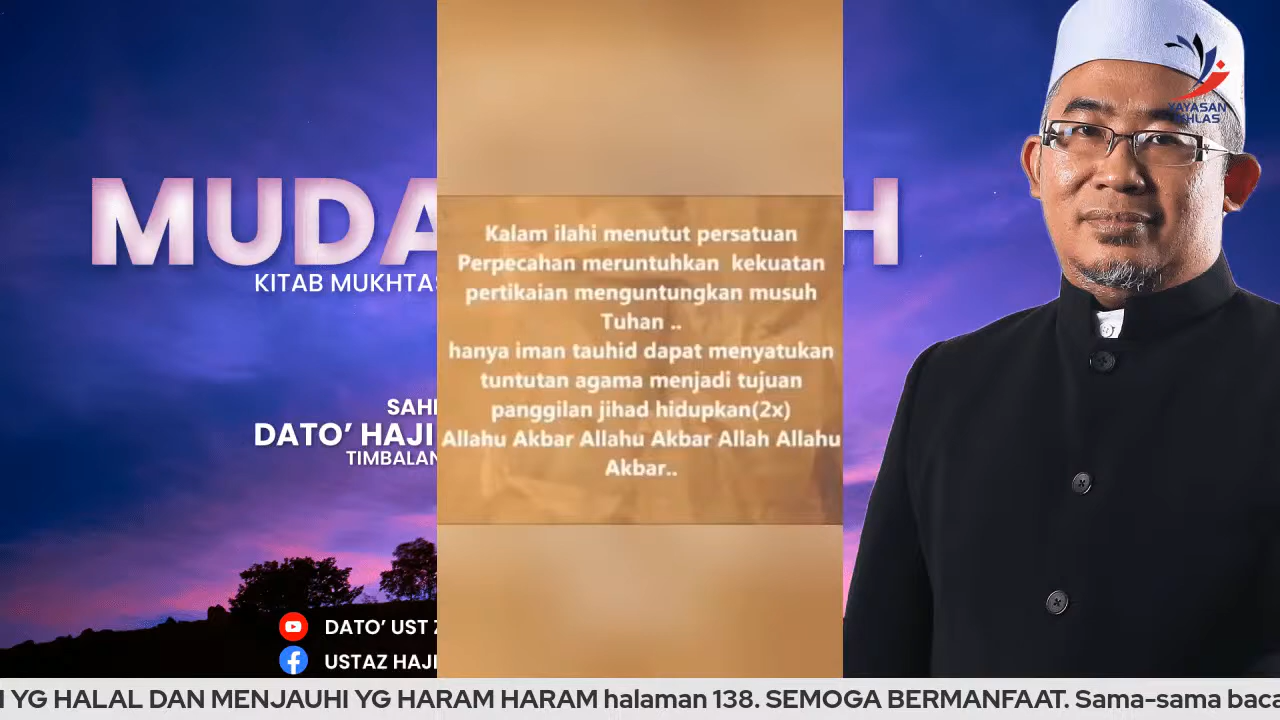 YAYASAN
IKHLAS
MUDA
H
KITAB MUKHTAS
Kalam ilahi menutut persatuan
Perpecahan meruntuhkan kekuatan
pertikaian menguntungkan musuh
Tuhan ..
hanya iman tauhid dapat menyatukan
tuntutan agama menjadi tujuan
panggilan jihad hidupkan(2x)
Allahu Akbar Allahu Akbar Allah Allahu
Akbar..
SAH
DATO’ HAJI
TIMBALAN
DATO’ UST Z
USTAZ HAJI
YG HALAL DAN MENJAUHI YG HARAM HARAM halaman 138. SEMOGA BERMANFAAT. Sama-sama baca